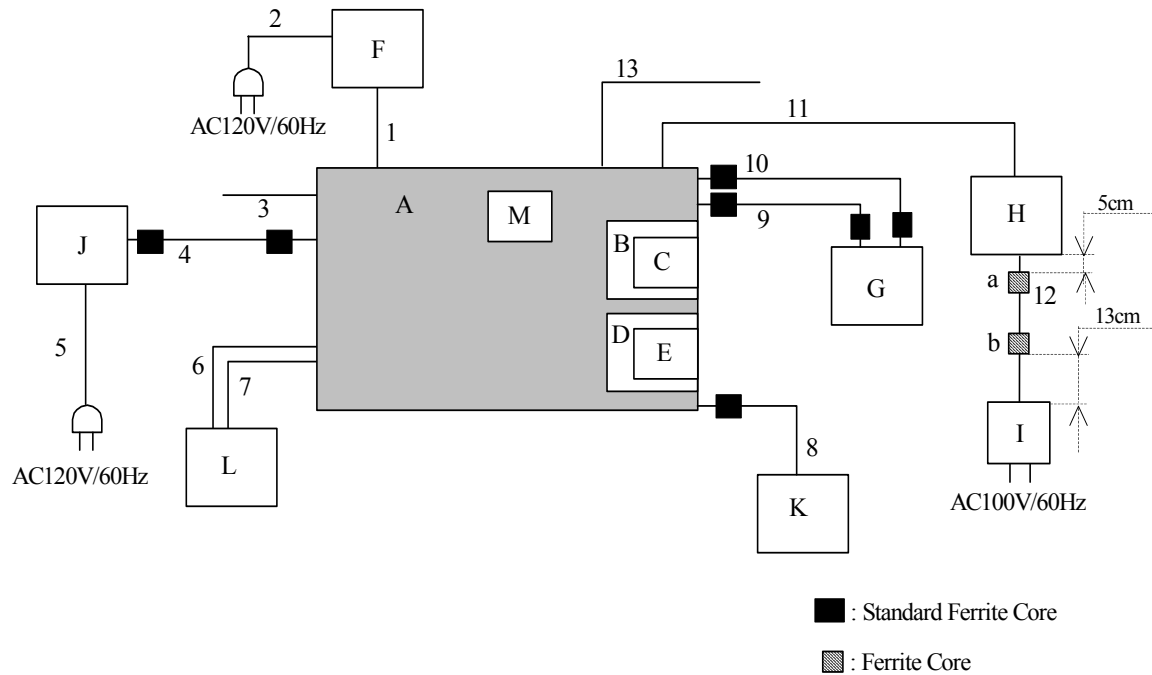 2
F
AC120V/60Hz
1
13
11
10
9
3
A
M
B
C
D
E
J
4
5
AC120V/60Hz
6
7
L
8
K
G
H
5cm
a
12
13cm
b
I
AC100V/60Hz
: Standard Ferrite Core
: Ferrite Core